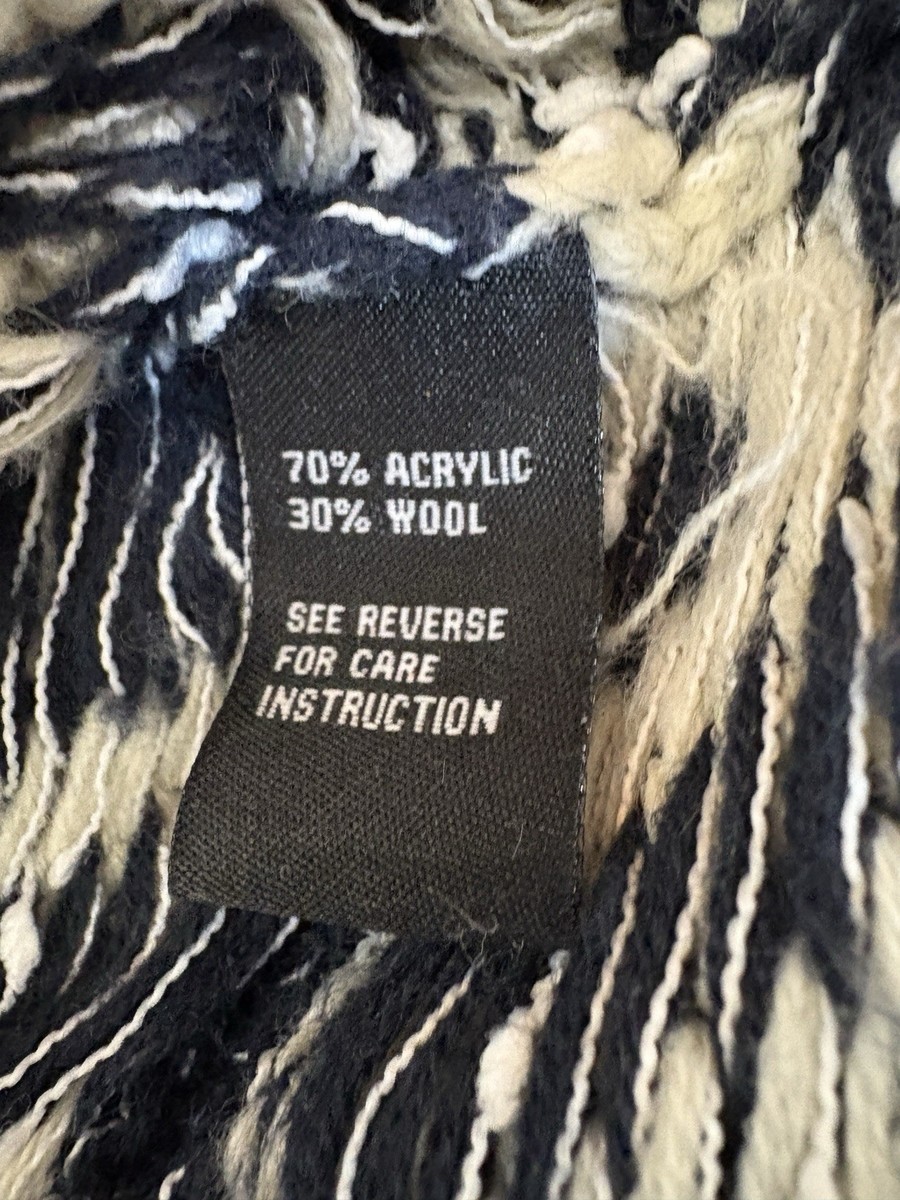 70% ACRYLIC
30% WOOL
SEE REVERSE
FOR CARE
INSTRUCTION